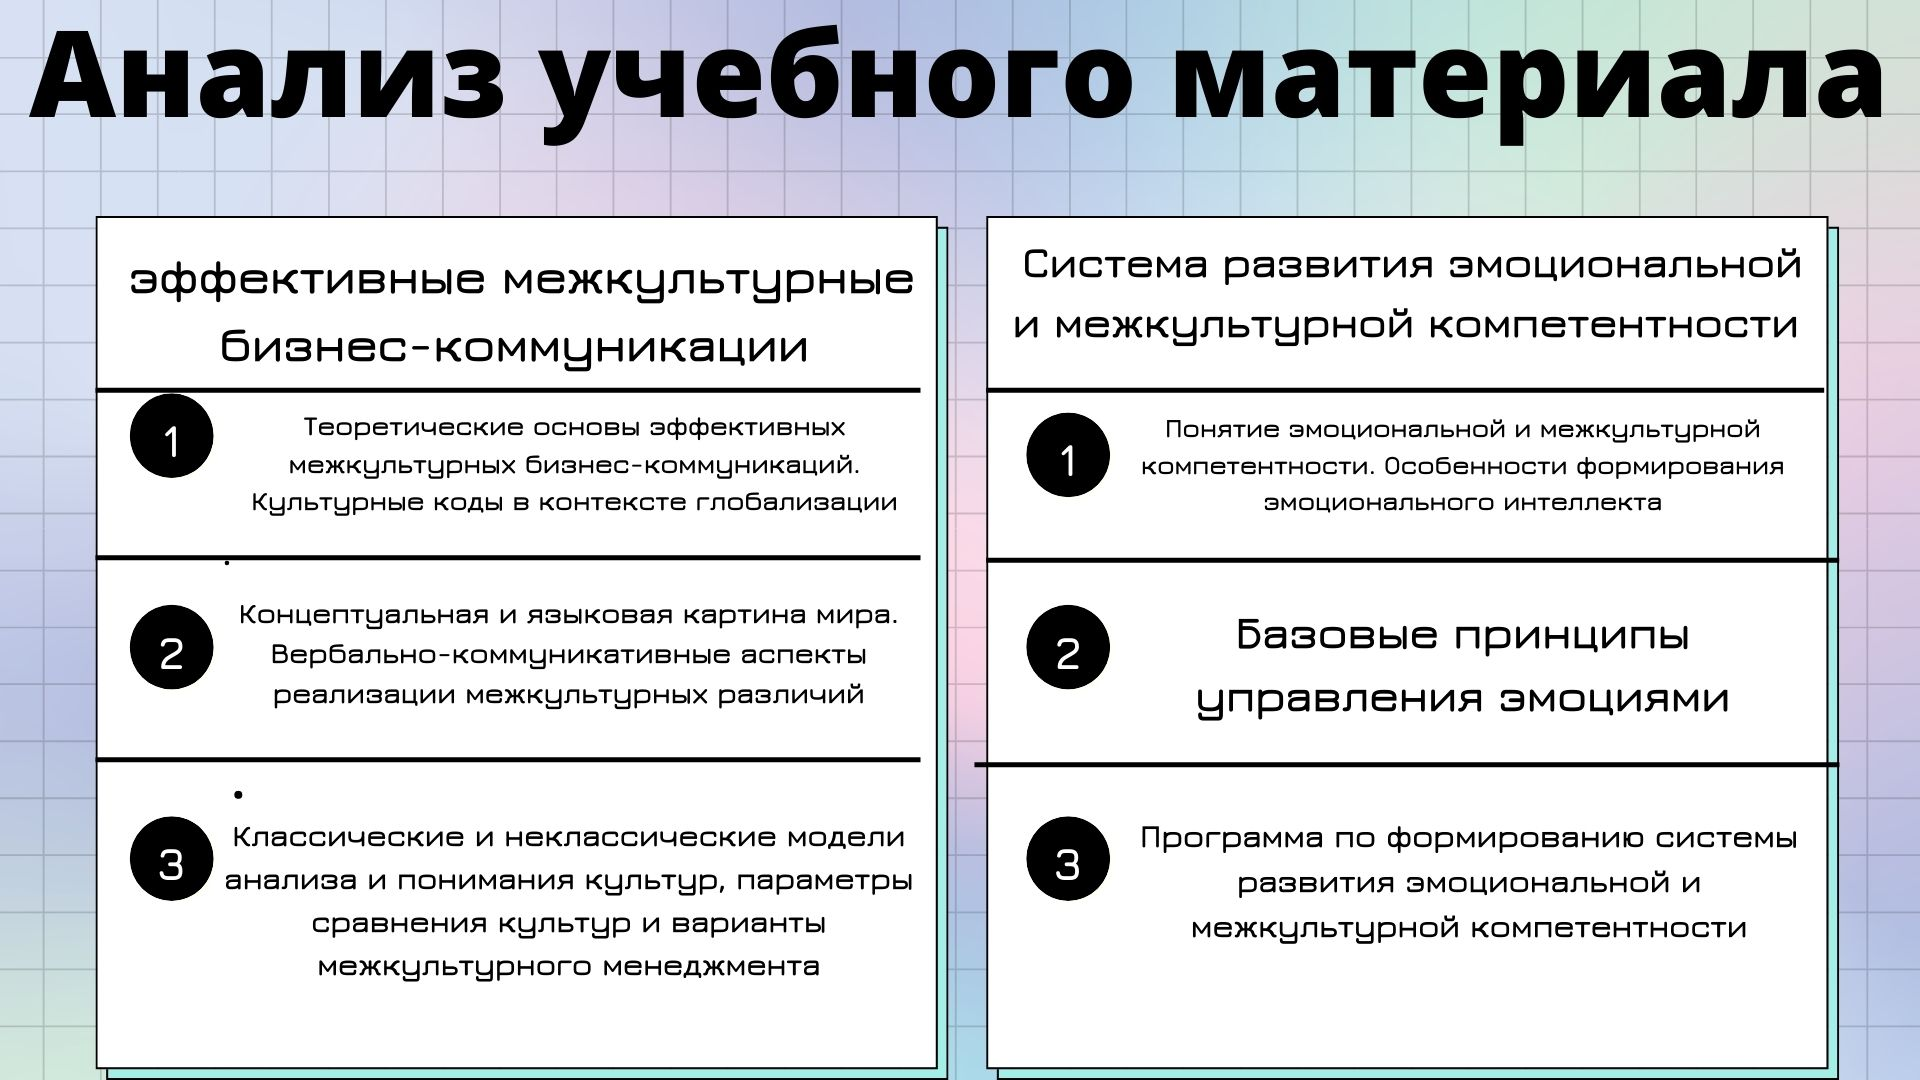 Анализ учебного материала
эффективные межкультурные
бизнес-коммуникации
1
Теоретические основы эффективных
межкультурных бизнес-коммуникаций.
Культурные коды в контексте глобализации
2
Концептуальная и языковая картина мира.
Вербально-коммуникативные аспекты
реализации межкультурных различий
3
Классические и неклассические модели
анализа и понимания культур, параметры
сравнения культур и варианты
межкультурного менеджмента
Система развития эмоциональной
и межкультурной компетентности
1
Понятие эмоциональной и межкультурной
компетентности. Особенности формирования
эмоционального интеллекта
2
Базовые принципы
управления эмоциями
3
Программа по формированию системы
развития эмоциональной и
межкультурной компетентности